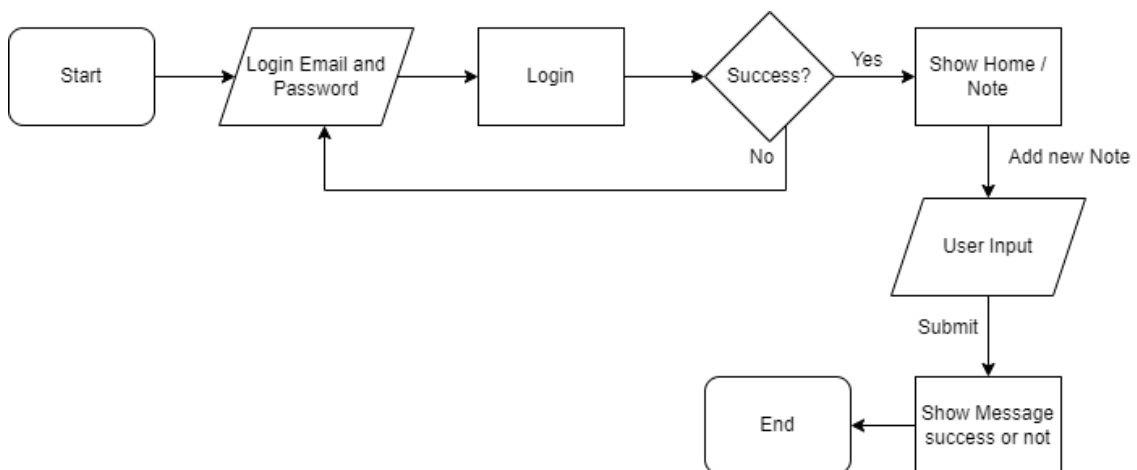 Start
Login Email and
Password
Login
Success?
Yes
Show Home /
Note
No
Add new Note
User Input
Submit
Show Message
success or not
End